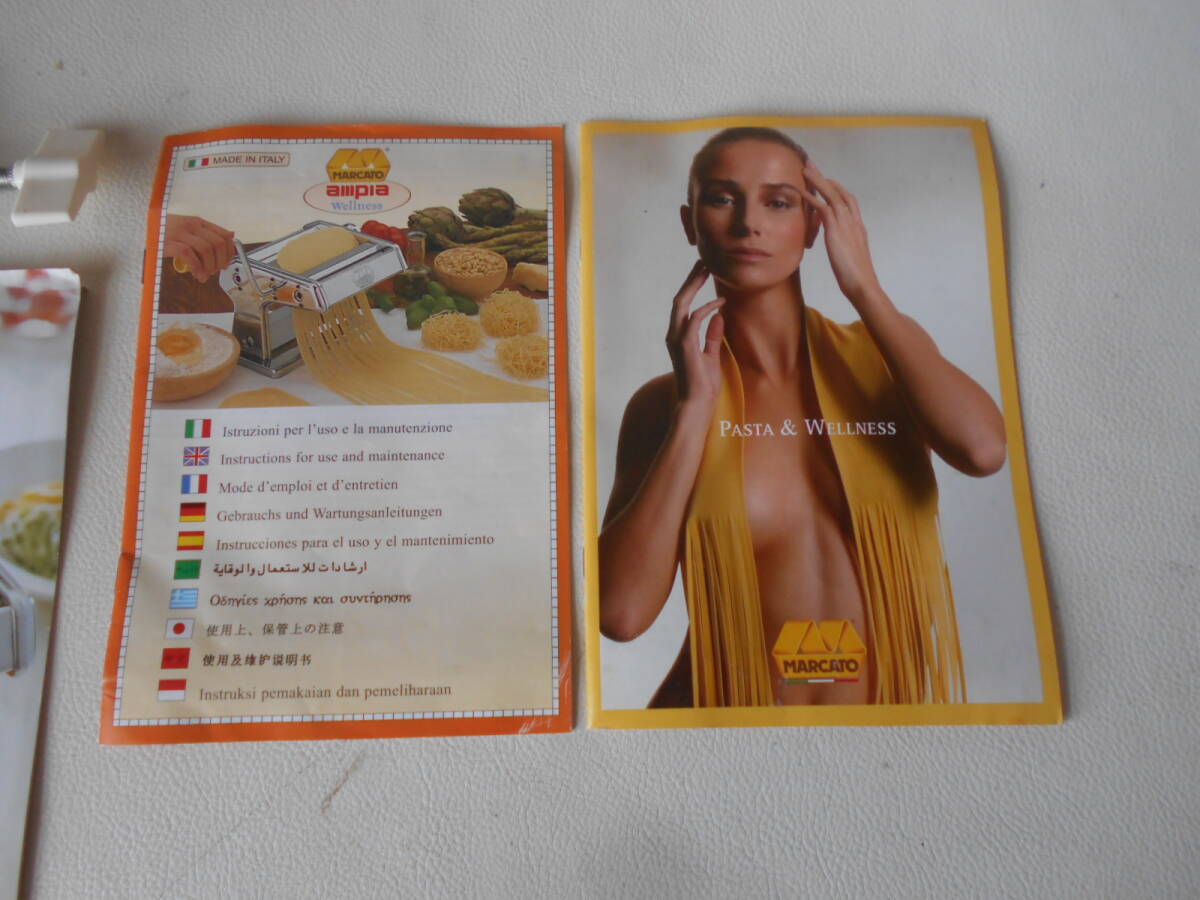 MADE IN ITALY
MARCATO
ampia
Wellness
Istruzioni per l'uso e la manutenzione
Instructions for use and maintenance
Mode d'emploi et d'entretien
Gebrauchs und Wartungsanleitungen
Instrucciones para el uso y el mantenimiento
ارشادات للاستعمال والوقاية
Οδηγίες χρήσης και συντήρησης
使用上、保管上の注意
使用及维护说明书
Instruksi pemakaian dan pemeliharaan
PASTA & WELLNESS
MARCATO